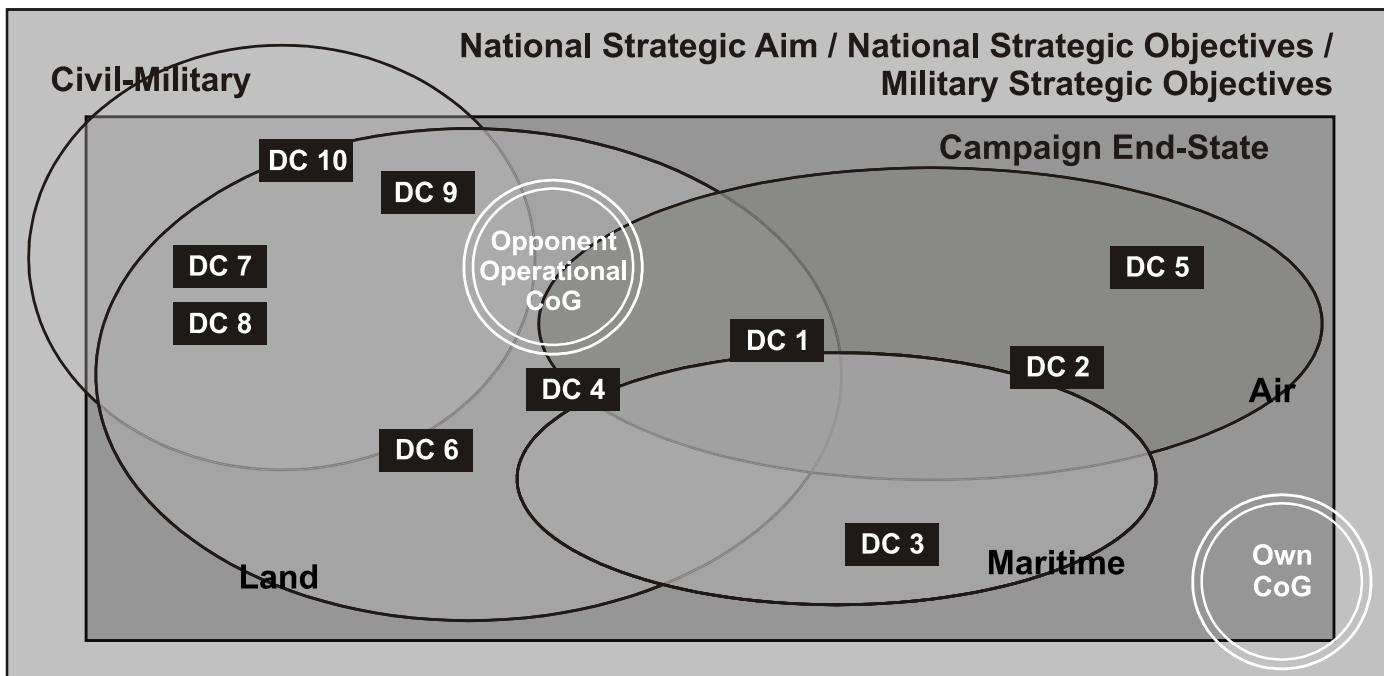 National Strategic Aim / National Strategic Objectives /
Military Strategic Objectives
Civil-Military
Campaign End-State
DC 10
DC 9
Opponent
Operational
CoG
DC 7
DC 5
DC 8
DC 1
DC 2
DC 4
Air
DC 6
DC 3
Maritime
Land
Own
CoG